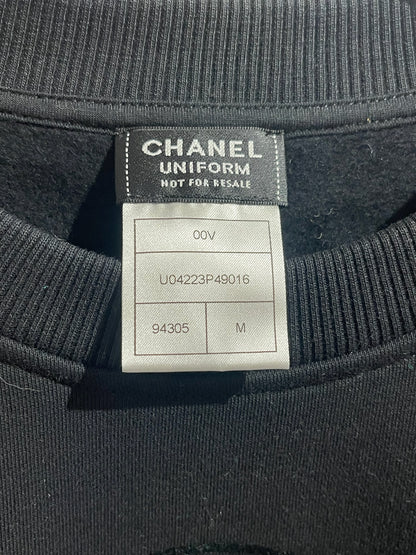 CHANEL
UNIFORM
NOT FOR RESALE
00V
U04223P49016
94305 M